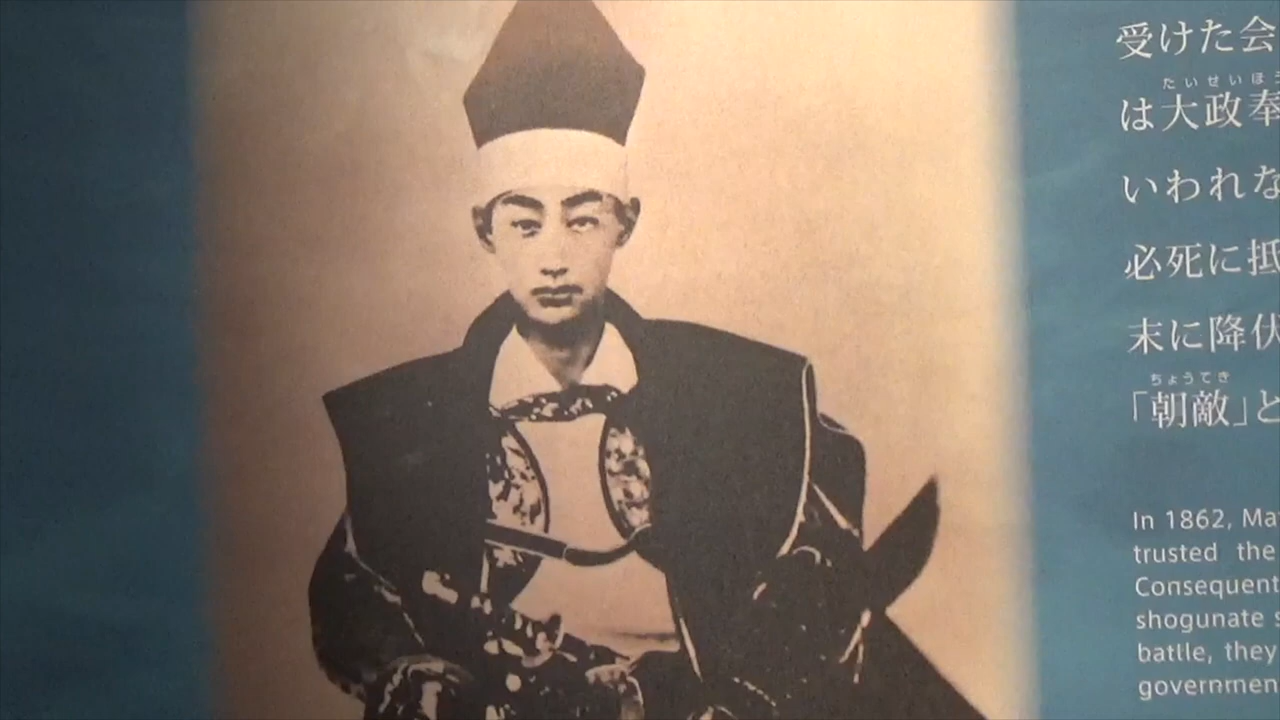 受けた会
たいせいほう
は大政奉
いわれな
必死に抵
末に降伏
ちょうてき
「朝敵」と
In 1862, Ma
trusted the
Consequent
shogunate s
battle, they
governmen